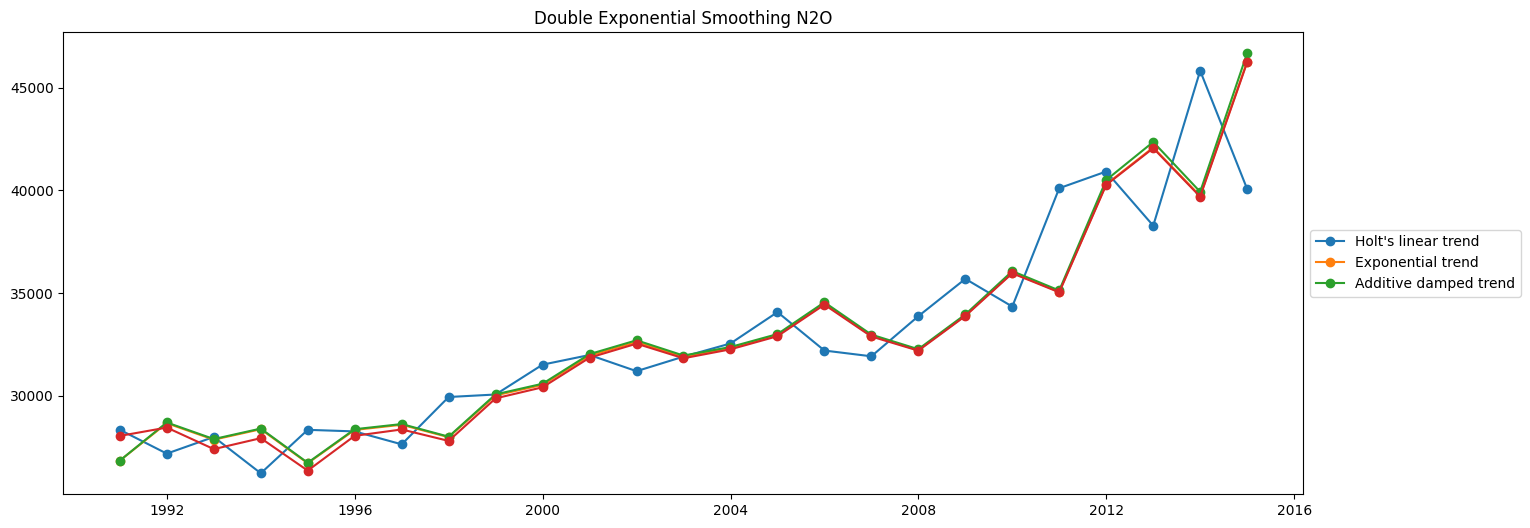 Double Exponential Smoothing N2O
45000
40000
35000
30000
1992 1996 2000 2004 2008 2012 2016
Holt's linear trend
Exponential trend
Additive damped trend